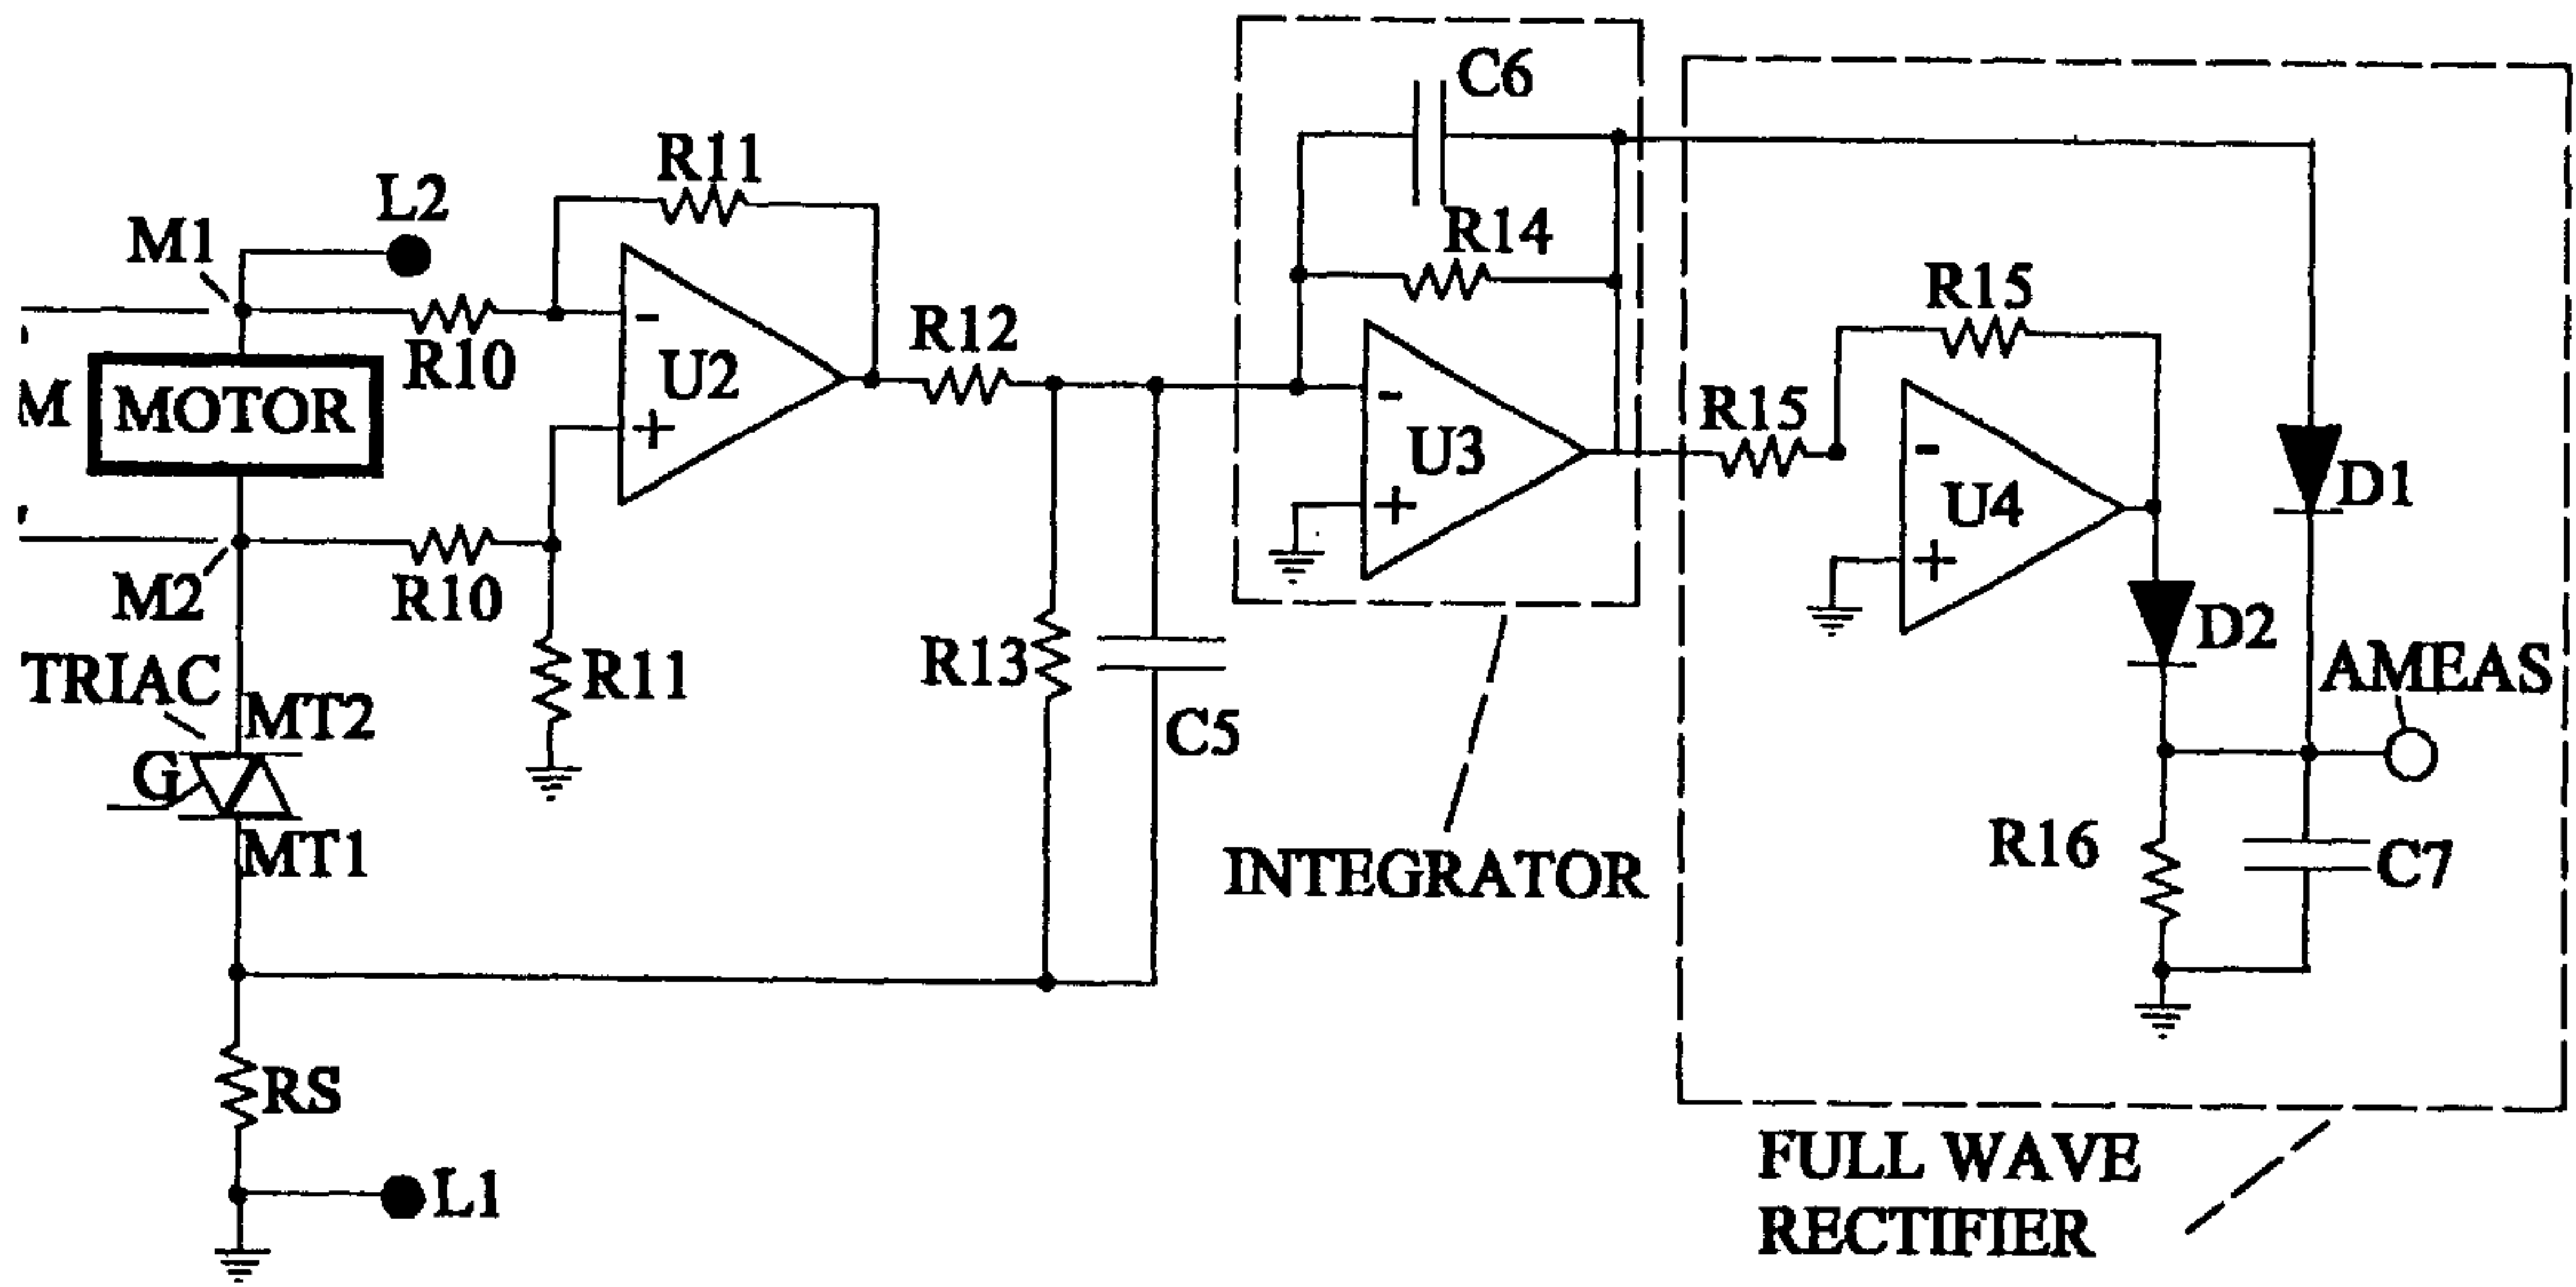 C6
R11
L2
R14
M1
R15
R12
R10
U2
M
MOTOR
-
+
R15
-
+
U3
-
+
U4
D1
M2
R10
D2
TRIAC
MT2
R13
R11
AMEAS
C5
G
MT1
R16
C7
INTEGRATOR
RS
L1
FULL WAVE
RECTIFIER